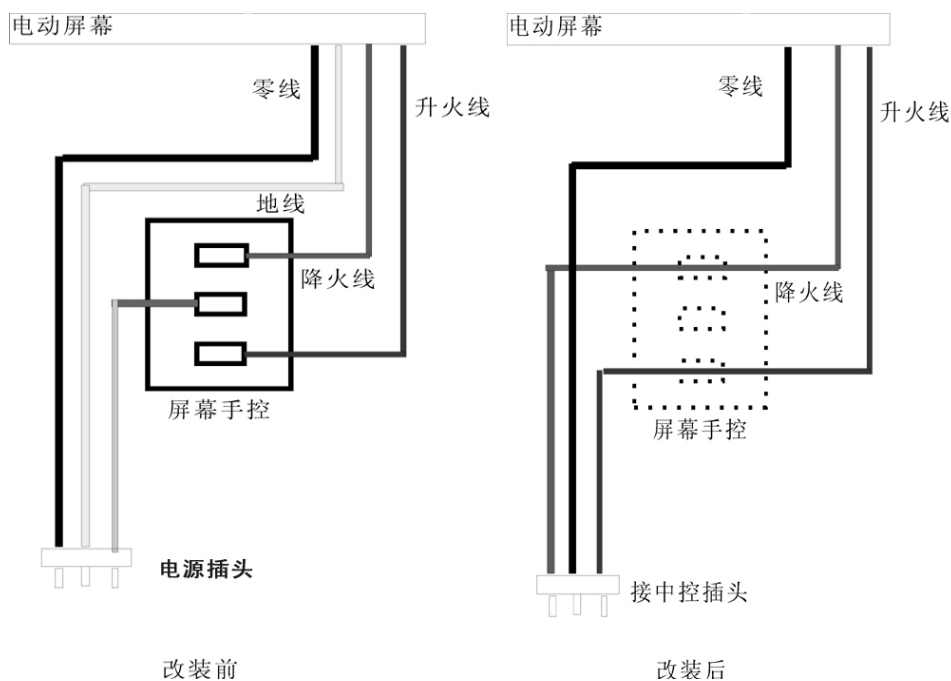 电动屏幕
零线
升火线
地线
降火线
屏幕手控
电源插头
改装前
电动屏幕
零线
升火线
降火线
屏幕手控
接中控插头
改装后